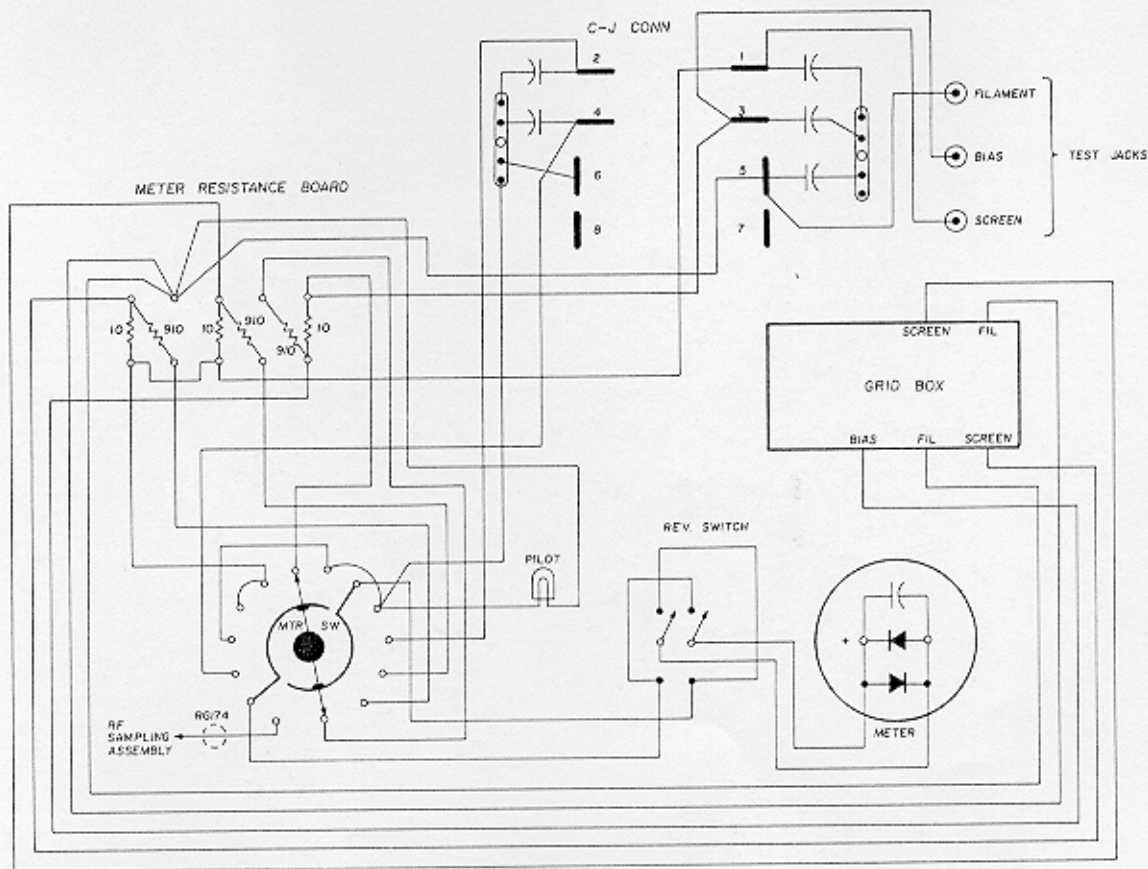 C-J CONN
2
1
4
3
6
5
8
7
FILAMENT
BIAS
SCREEN
TEST JACKS
METER RESISTANCE BOARD
10
910
10
910
910
10
SCREEN FIL
GRID BOX
BIAS FIL SCREEN
REV. SWITCH
PILOT
MTR SW
+
METER
RG174
RF
SAMPLING
ASSEMBLY